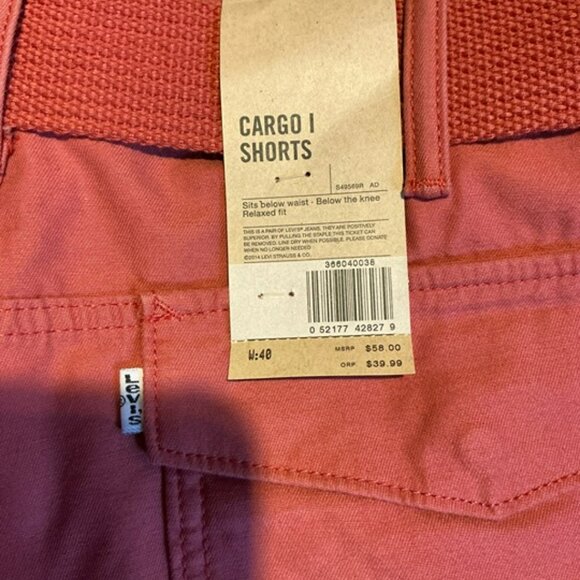 CARGO I
SHORTS
S49569R AD
Sits below waist - Below the knee
Relaxed fit
THIS IS A PAIR OF LEVI'S® JEANS. THEY ARE POSITIVELY
SUPERIOR. BY PULLING THE STAPLE THIS TICKET CAN
BE REMOVED. LINE DRY WHEN POSSIBLE. PLEASE DONATE
WHEN NO LONGER NEEDED
©2014 LEVI STRAUSS & CO.
366040038
0 52177 42827 9
W:40
MSRP $58.00
ORP $39.99
LEVI'S®